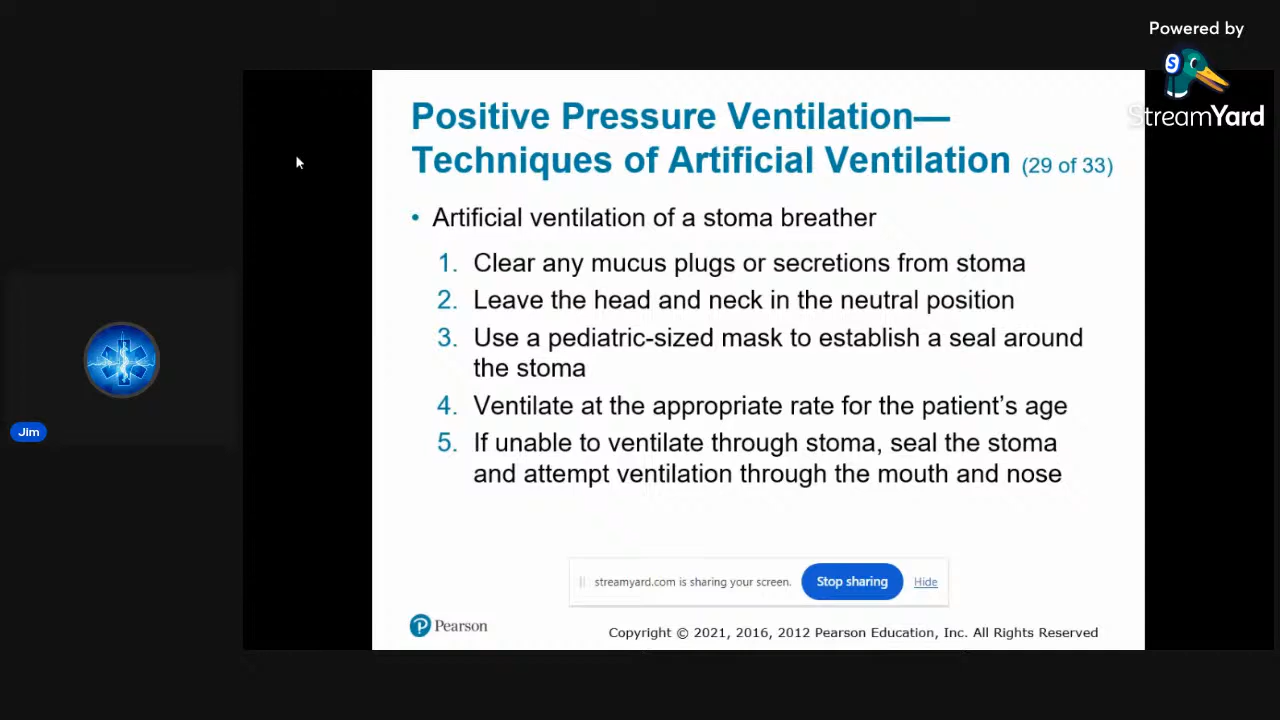 Powered by
StreamYard
Positive Pressure Ventilation—
Techniques of Artificial Ventilation (29 of 33)
• Artificial ventilation of a stoma breather
1. Clear any mucus plugs or secretions from stoma
2. Leave the head and neck in the neutral position
3. Use a pediatric-sized mask to establish a seal around
the stoma
4. Ventilate at the appropriate rate for the patient's age
5. If unable to ventilate through stoma, seal the stoma
and attempt ventilation through the mouth and nose
Jim
streamyard.com is sharing your screen. Stop sharing Hide
Pearson
Copyright © 2021, 2016, 2012 Pearson Education, Inc. All Rights Reserved